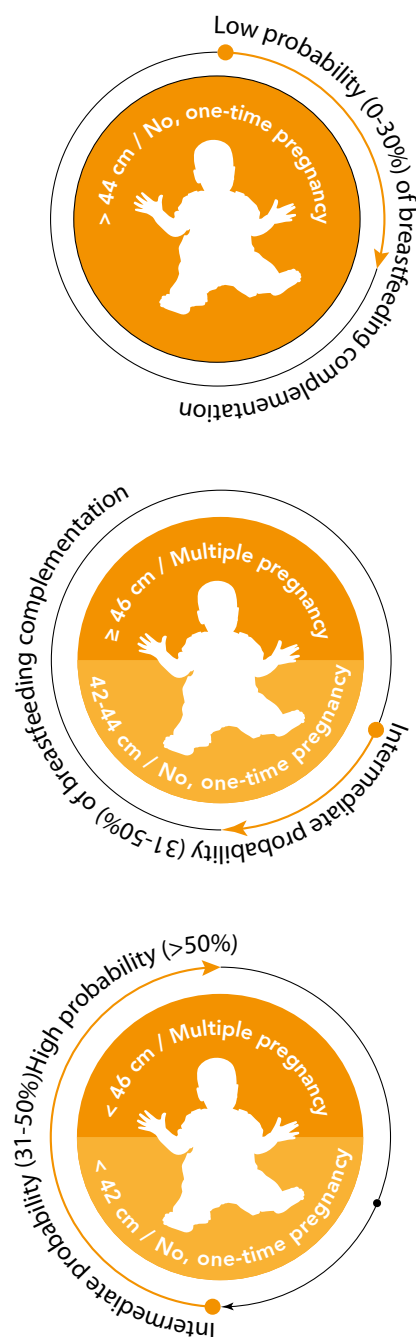 Low probability (0-30%) of breastfeeding complementation
> 44 cm / No, one-time pregnancy
Intermediate probability (31-50%) of breastfeeding complementation
≥ 46 cm / Multiple pregnancy
42-44 cm / No, one-time pregnancy
Intermediate probability (31-50%)High probability (>50%)
< 46 cm / Multiple pregnancy
< 42 cm / No, one-time pregnancy